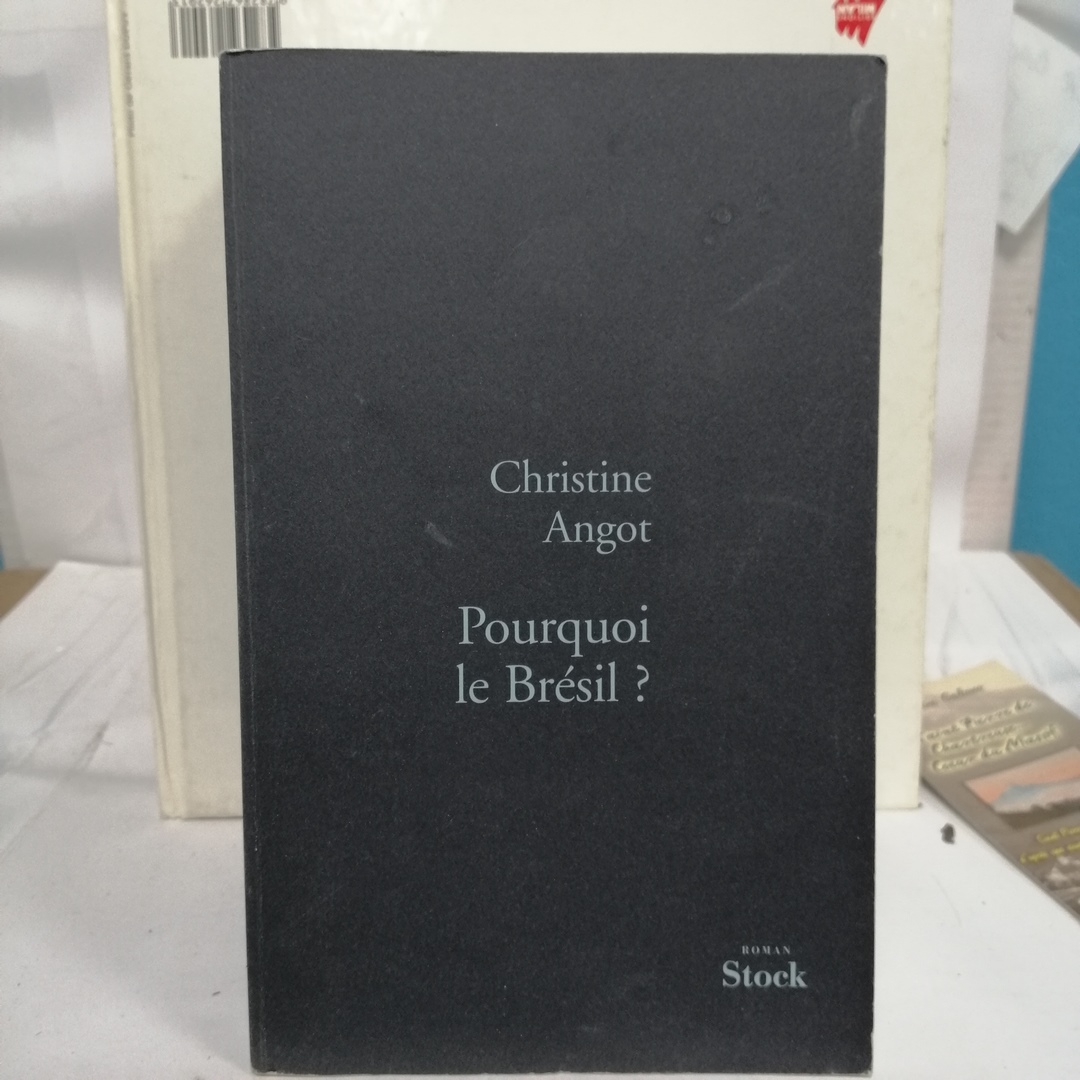 Christine
Angot
Pourquoi
le Brésil ?
ROMAN
Stock